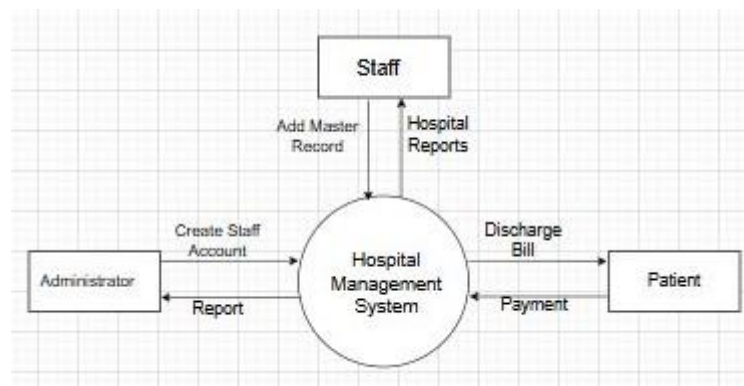 Staff
Add Master
Record
Hospital
Reports
Create Staff
Account
Administrator
Report
Hospital
Management
System
Discharge
Bill
Payment
Patient